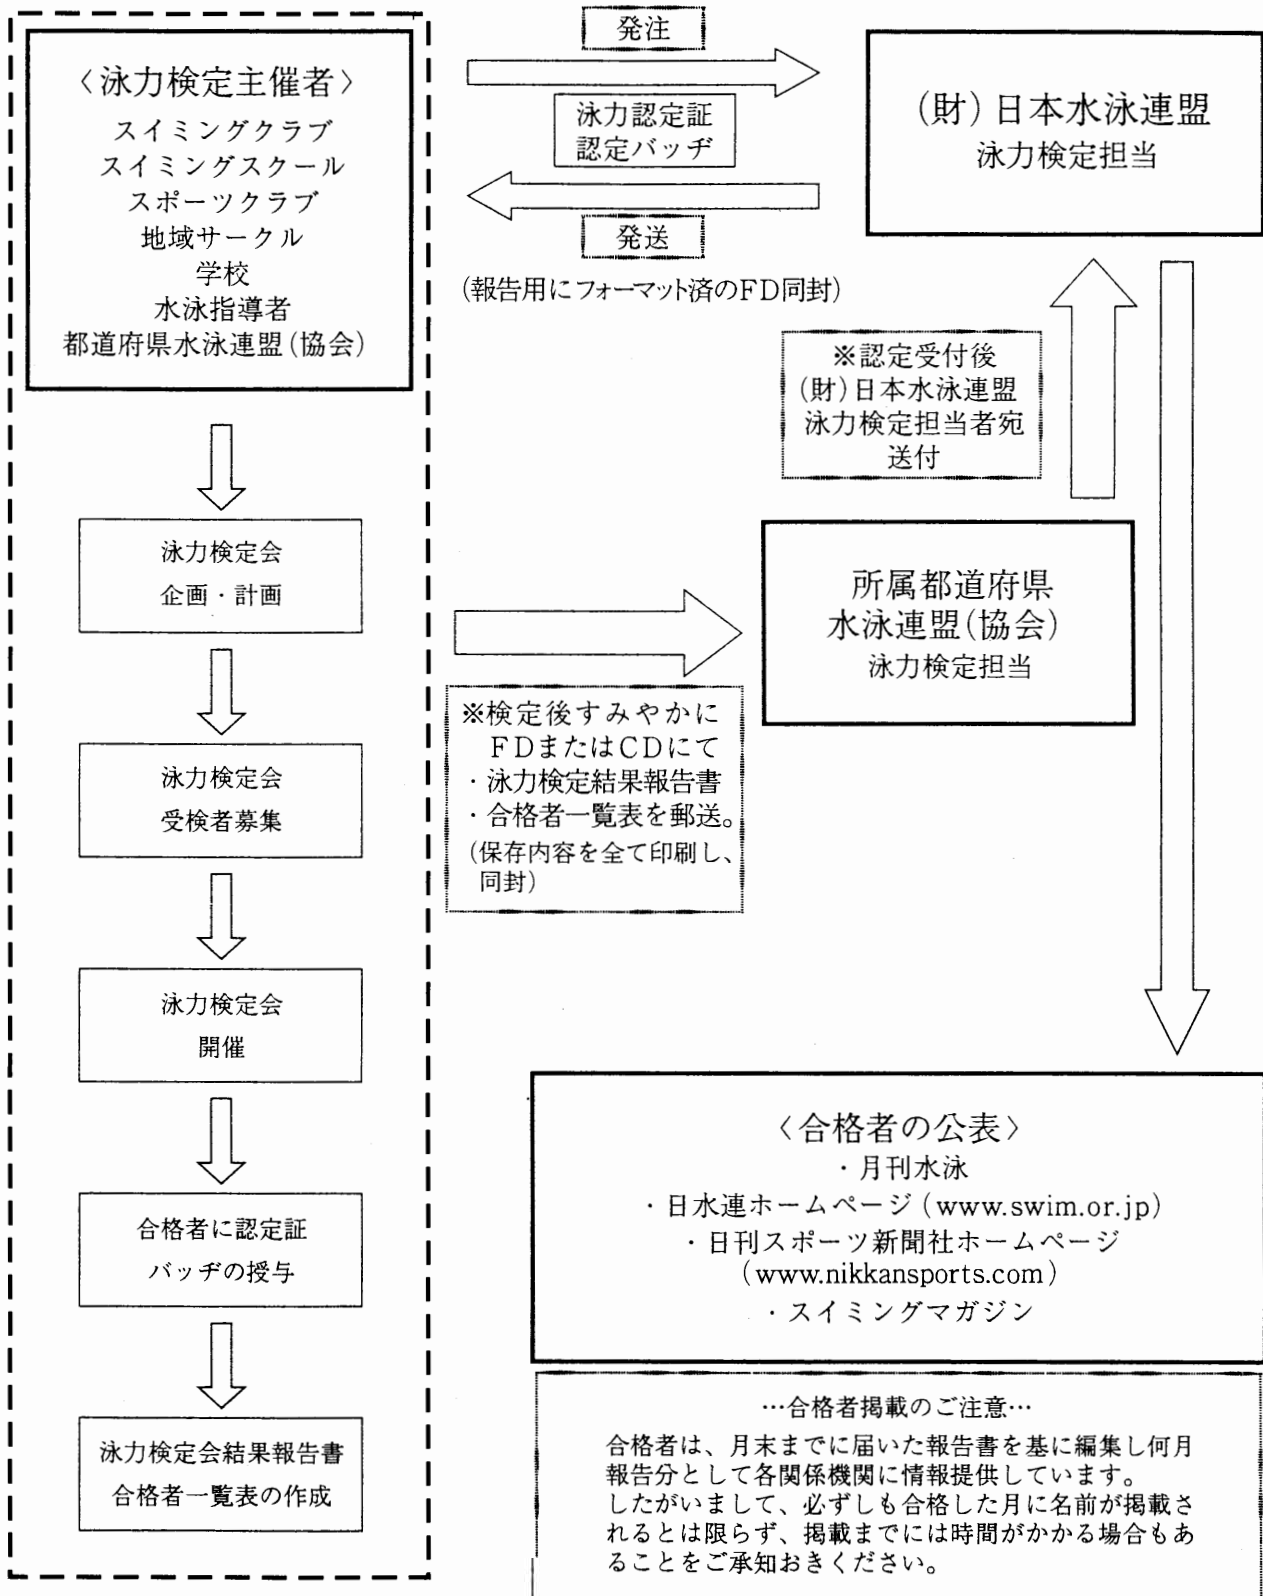 〈泳力検定主催者〉
スイミングクラブ
スイミングスクール
スポーツクラブ
地域サークル
学校
水泳指導者
都道府県水泳連盟(協会)
泳力検定会
企画・計画
泳力検定会
受検者募集
泳力検定会
開催
合格者に認定証
バッヂの授与
泳力検定会結果報告書
合格者一覧表の作成
発注
泳力認定証
認定バッヂ
発送
(報告用にフォーマット済のFD同封)
(財)日本水泳連盟
泳力検定担当
※認定受付後
(財)日本水泳連盟
泳力検定担当者宛
送付
所属都道府県
水泳連盟(協会)
泳力検定担当
※検定後すみやかに
FDまたはCDにて
・泳力検定結果報告書
・合格者一覧表を郵送。
(保存内容を全て印刷し、
同封)
〈合格者の公表〉
・月刊水泳
・日水連ホームページ(www.swim.or.jp)
・日刊スポーツ新聞社ホームページ
(www.nikkansports.com)
・スイミングマガジン
…合格者掲載のご注意…
合格者は、月末までに届いた報告書を基に編集し何月
報告分として各関係機関に情報提供しています。
したがいまして、必ずしも合格した月に名前が掲載さ
れるとは限らず、掲載までには時間がかかる場合もあ
ることをご承知おきください。